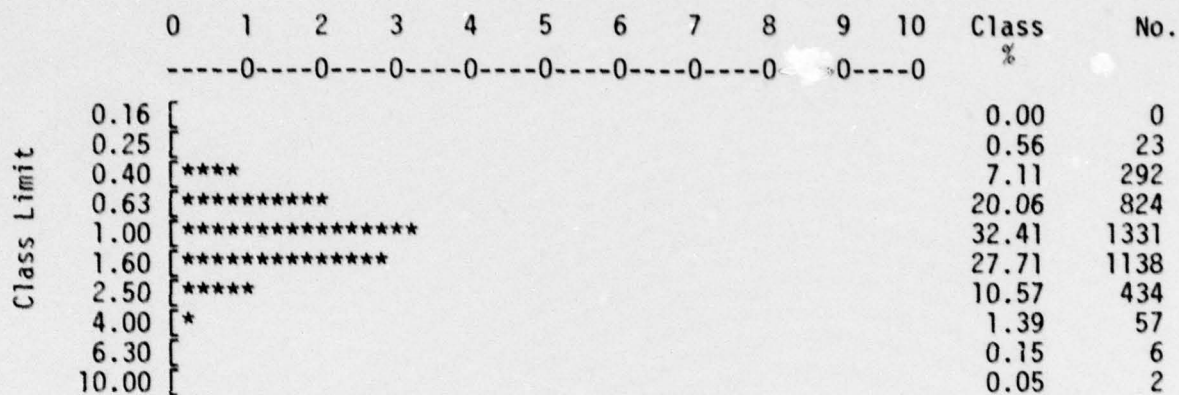 0 1 2 3 4 5 6 7 8 9 10 Class No.
-----0----0----0----0----0----0----0----0 0----0 %
Class Limit
0.16 [ 0.00 0
0.25 [ 0.56 23
0.40 [**** 7.11 292
0.63 [********** 20.06 824
1.00 [**************** 32.41 1331
1.60 [************** 27.71 1138
2.50 [***** 10.57 434
4.00 [* 1.39 57
6.30 [ 0.15 6
10.00 [ 0.05 2